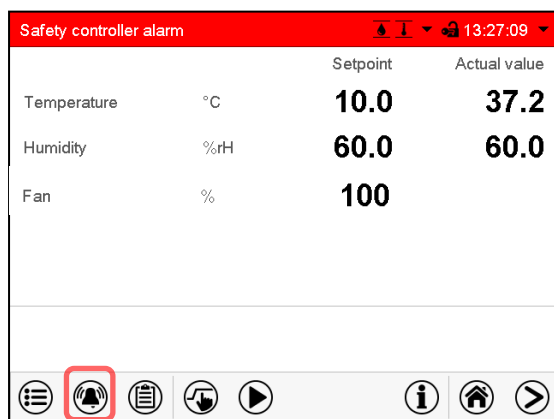 Safety controller alarm 13:27:09
Setpoint Actual value
Temperature °C 10.0 37.2
Humidity %rH 60.0 60.0
Fan % 100